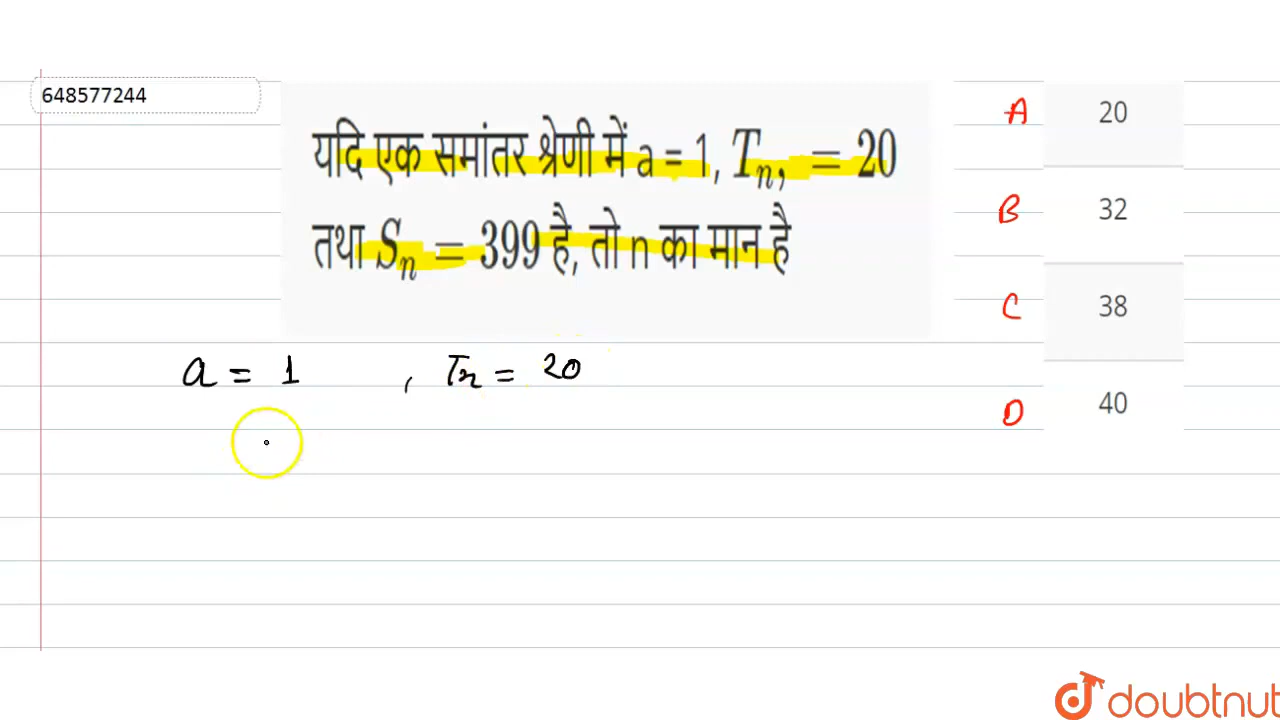 648577244
यदि एक समांतर श्रेणी में a = 1, Tₙ, = 20
तथा Sₙ = 399 है, तो n का मान है
A 20
B 32
C 38
D 40
a = 1 , Tn = 20
doubtnut